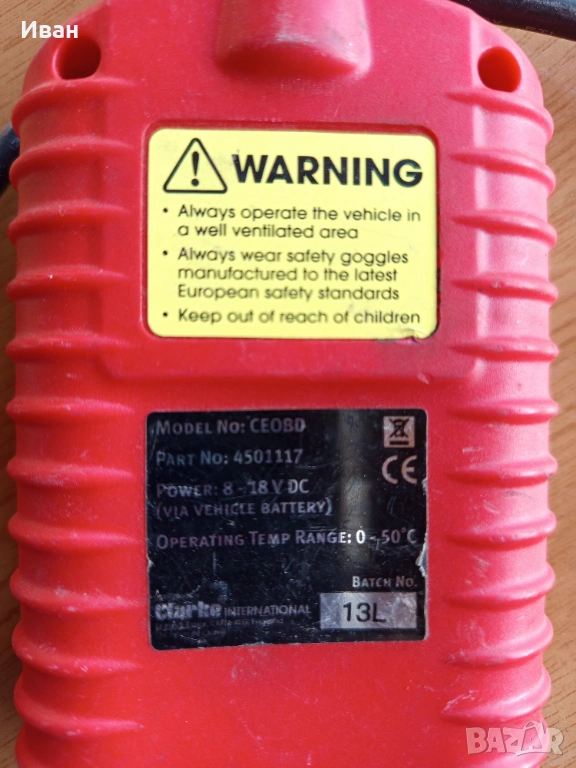 Иван
WARNING
• Always operate the vehicle in
a well ventilated area
• Always wear safety goggles
manufactured to the latest
European safety standards
• Keep out of reach of children
MODEL NO: CEOBD
PART NO: 4501117
POWER: 8 - 18 V DC
(VIA VEHICLE BATTERY)
CE
OPERATING TEMP RANGE: 0 - 50°C
BATCH NO.
Clarke INTERNATIONAL
13L
BAZAR